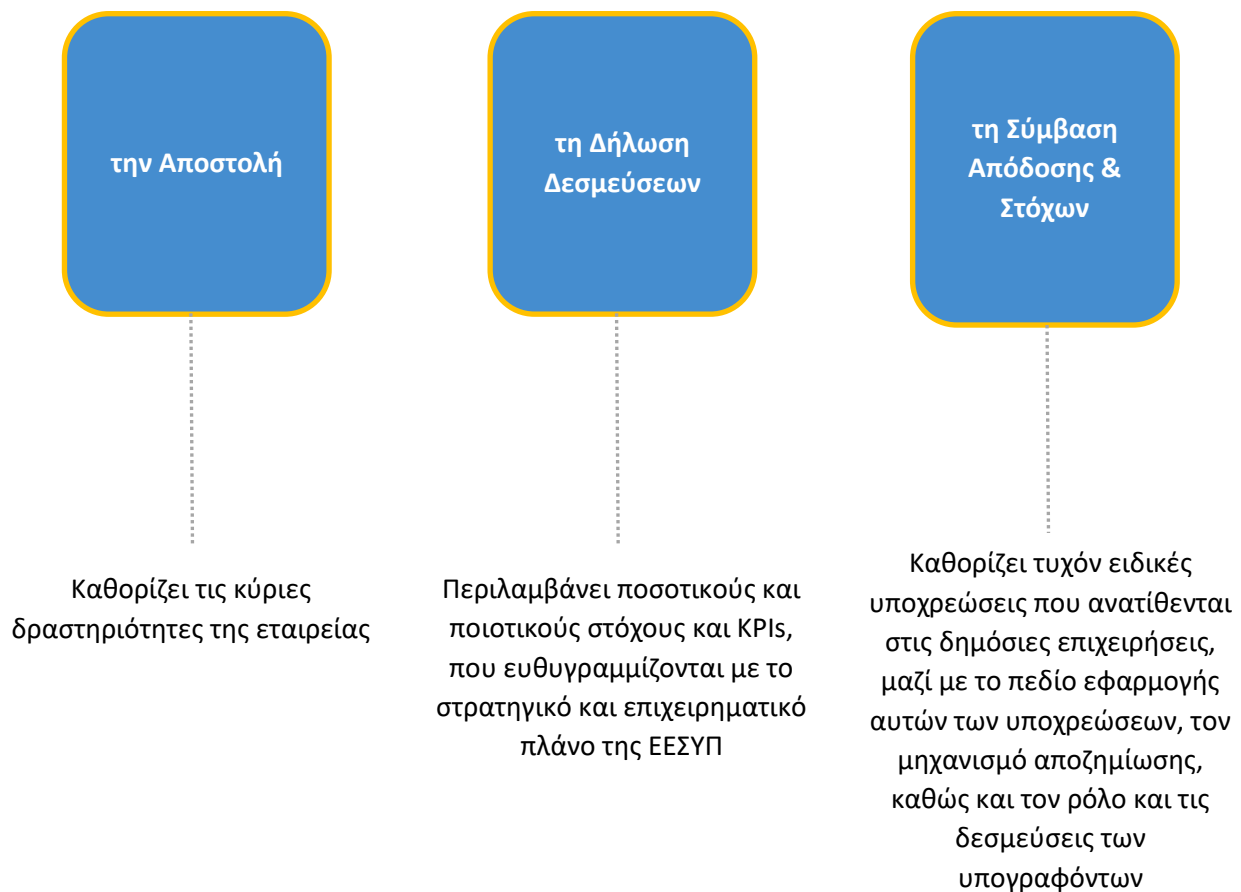 την Αποστολή
τη Δήλωση
Δεσμεύσεων
τη Σύμβαση
Απόδοσης &
Στόχων
Καθορίζει τις κύριες
δραστηριότητες της εταιρείας
Περιλαμβάνει ποσοτικούς και
ποιοτικούς στόχους και KPIs,
που ευθυγραμμίζονται με το
στρατηγικό και επιχειρηματικό
πλάνο της ΕΕΣΥΠ
Καθορίζει τυχόν ειδικές
υποχρεώσεις που ανατίθενται
στις δημόσιες επιχειρήσεις,
μαζί με το πεδίο εφαρμογής
αυτών των υποχρεώσεων, τον
μηχανισμό αποζημίωσης,
καθώς και τον ρόλο και τις
δεσμεύσεις των
υπογραφόντων